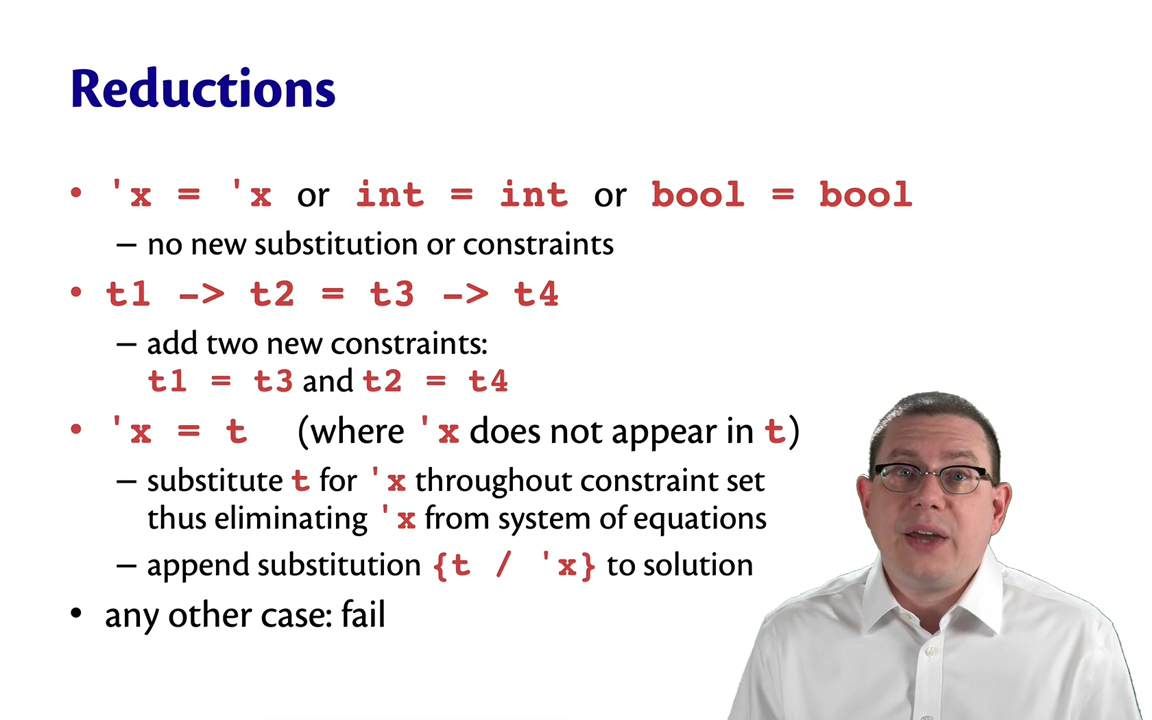 Reductions
• 'x = 'x or int = int or bool = bool
– no new substitution or constraints
• t1 -> t2 = t3 -> t4
– add two new constraints:
t1 = t3 and t2 = t4
• 'x = t (where 'x does not appear in t)
– substitute t for 'x throughout constraint set
thus eliminating 'x from system of equations
– append substitution {t / 'x} to solution
• any other case: fail